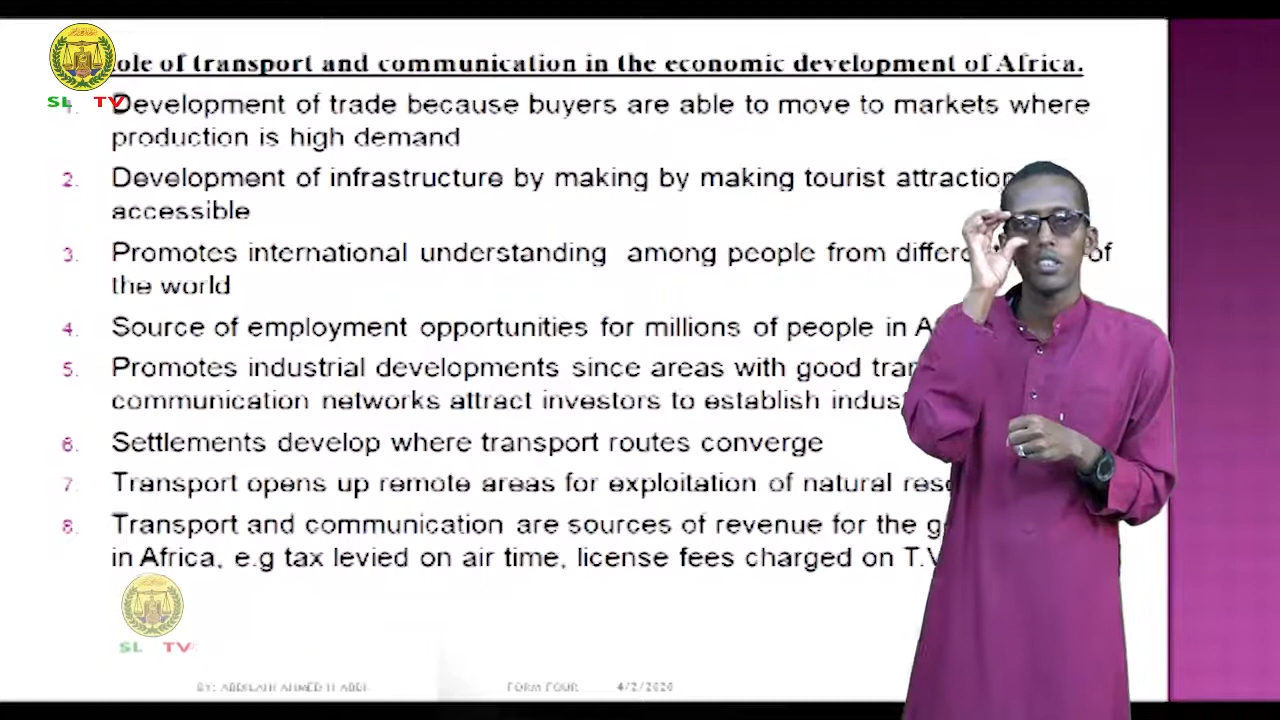 ole of transport and communication in the economic development of Africa.
SL TV
1. Development of trade because buyers are able to move to markets where
production is high demand
2. Development of infrastructure by making by making tourist attraction
accessible
3. Promotes international understanding among people from of
the world
4. Source of employment opportunities for millions of people in
5. Promotes industrial developments since areas with good
communication networks attract investors to establish
6. Settlements develop where transport routes converge
7. Transport opens up remote areas for exploitation of natural
8. Transport and communication are sources of revenue for the
in Africa, e.g tax levied on air time, license fees charged on T.V
SL TV
BY: AHMED FORM FOUR 4/2/2020